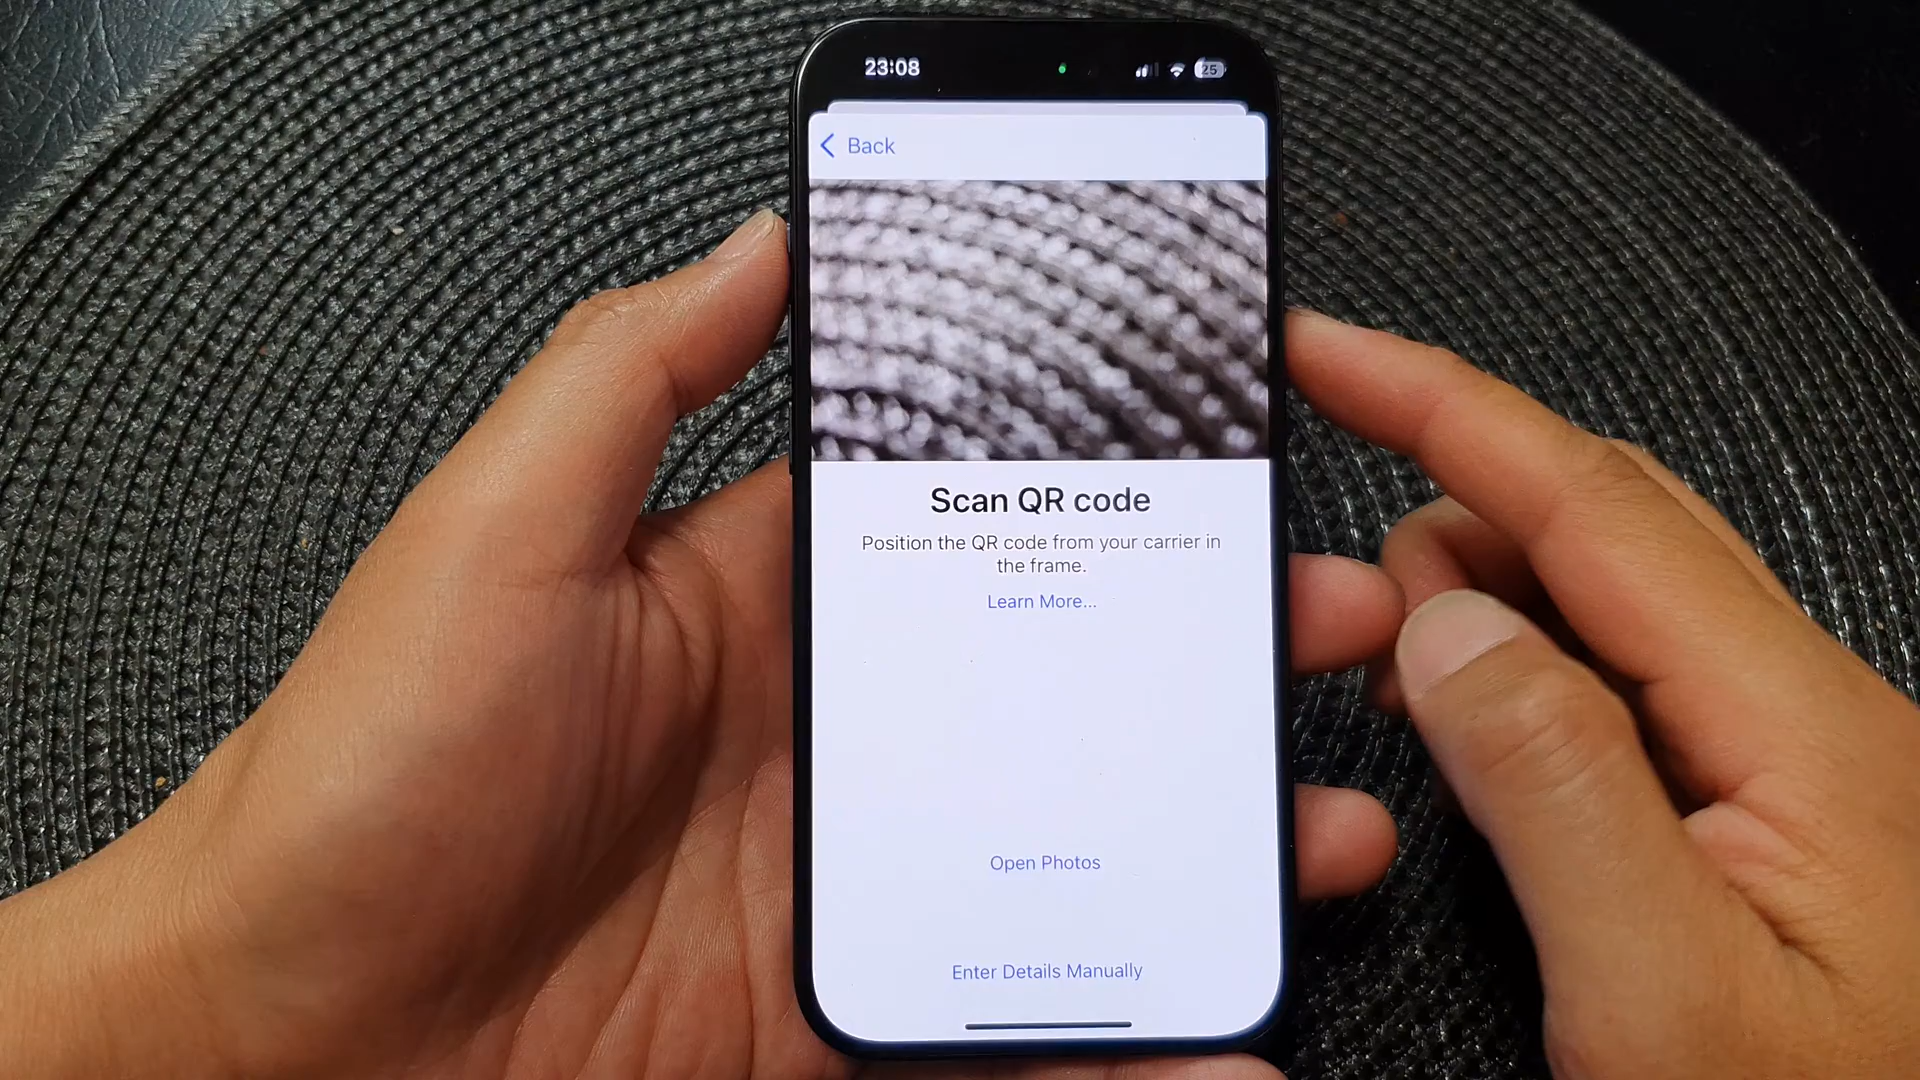 23:08
25
Back
Scan QR code
Position the QR code from your carrier in
the frame.
Learn More...
Open Photos
Enter Details Manually